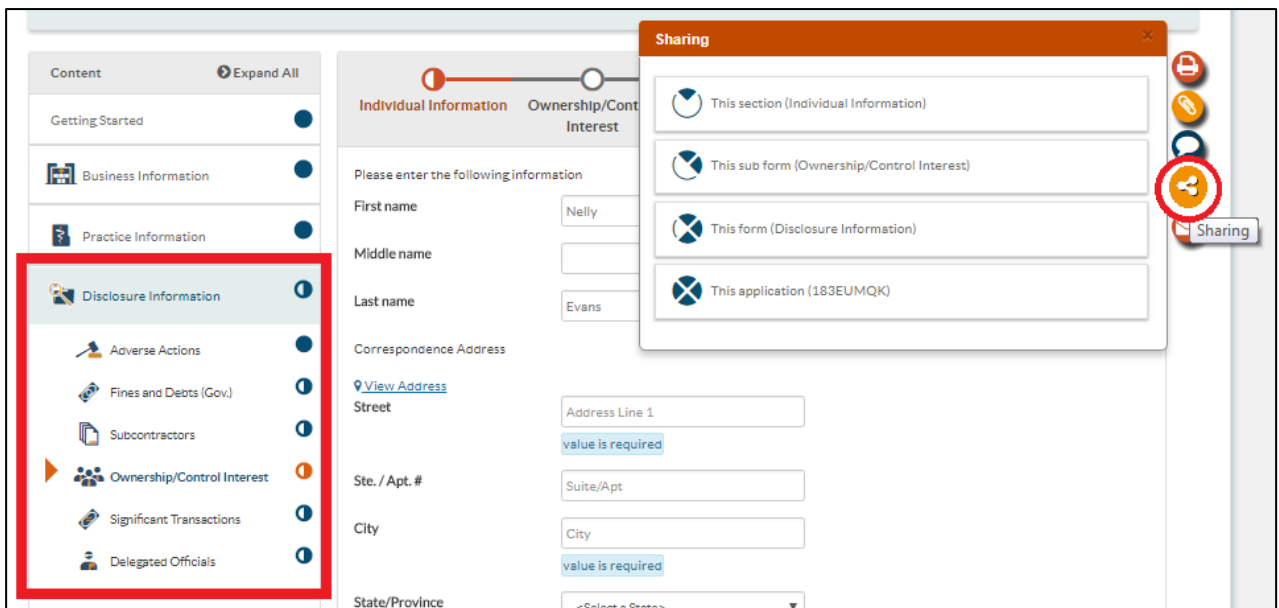 Content
Expand All
Getting Started
Business Information
Practice Information
Disclosure Information
Adverse Actions
Fines and Debts (Gov.)
Subcontractors
Ownership/Control Interest
Significant Transactions
Delegated Officials
Individual Information
Ownership/Cont
Interest
Please enter the following information
First name
Nelly
Middle name
Last name
Evans
Correspondence Address
View Address
Street
Address Line 1
value is required
Ste. / Apt. #
Suite/Apt
City
City
value is required
State/Province
<Select a State>
Sharing
This section (Individual Information)
This sub form (Ownership/Control Interest)
This form (Disclosure Information)
This application (183EUMQK)
Sharing